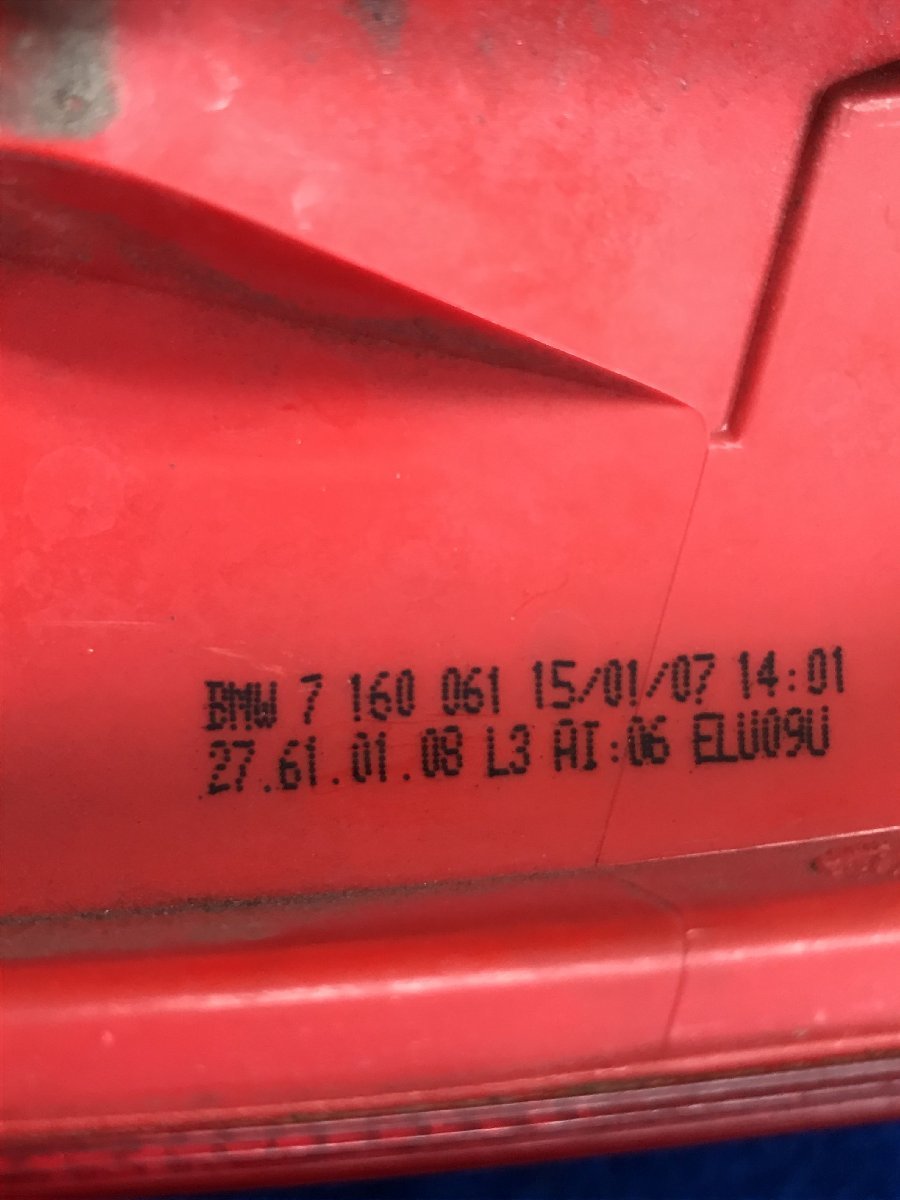 BMW 7 160 061 15/01/07 14:01
27.61.01.08 L3 AI:06 ELU09U